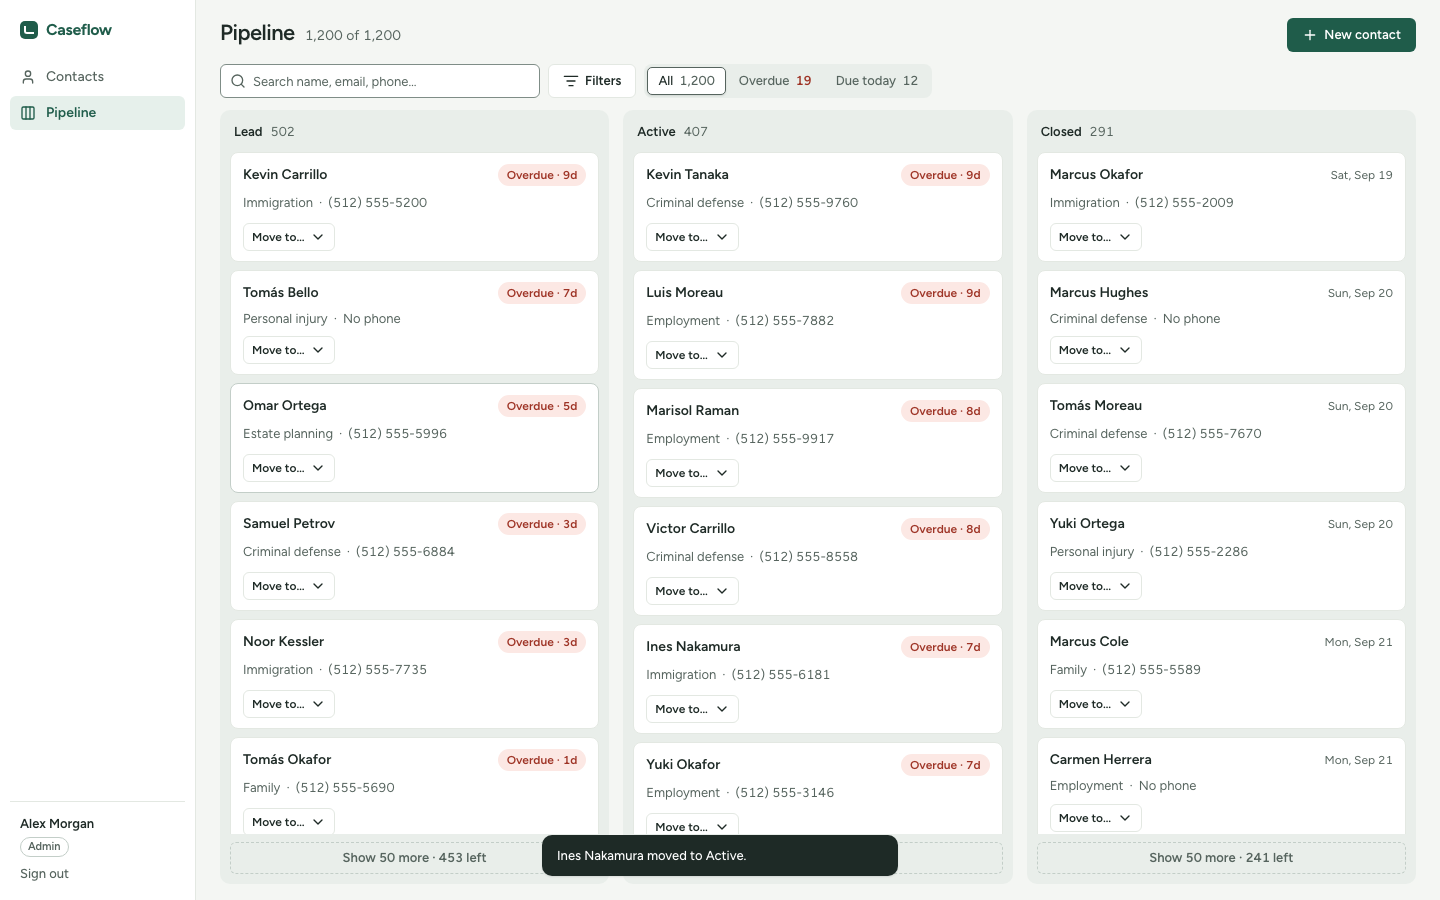 Caseflow
Contacts
Pipeline
Alex Morgan
Admin
Sign out
Pipeline 1,200 of 1,200
New contact
Search name, email, phone...
Filters
All 1,200
Overdue 19
Due today 12
Lead 502
Kevin Carrillo
Overdue · 9d
Immigration · (512) 555-5200
Move to...
Tomás Bello
Overdue · 7d
Personal injury · No phone
Move to...
Omar Ortega
Overdue · 5d
Estate planning · (512) 555-5996
Move to...
Samuel Petrov
Overdue · 3d
Criminal defense · (512) 555-6884
Move to...
Noor Kessler
Overdue · 3d
Immigration · (512) 555-7735
Move to...
Tomás Okafor
Overdue · 1d
Family · (512) 555-5690
Move to...
Show 50 more · 453 left
Active 407
Kevin Tanaka
Overdue · 9d
Criminal defense · (512) 555-9760
Move to...
Luis Moreau
Overdue · 9d
Employment · (512) 555-7882
Move to...
Marisol Raman
Overdue · 8d
Employment · (512) 555-9917
Move to...
Victor Carrillo
Overdue · 8d
Criminal defense · (512) 555-8558
Move to...
Ines Nakamura
Overdue · 7d
Immigration · (512) 555-6181
Move to...
Yuki Okafor
Overdue · 7d
Employment · (512) 555-3146
Move to...
Closed 291
Marcus Okafor
Sat, Sep 19
Immigration · (512) 555-2009
Move to...
Marcus Hughes
Sun, Sep 20
Criminal defense · No phone
Move to...
Tomás Moreau
Sun, Sep 20
Criminal defense · (512) 555-7670
Move to...
Yuki Ortega
Sun, Sep 20
Personal injury · (512) 555-2286
Move to...
Marcus Cole
Mon, Sep 21
Family · (512) 555-5589
Move to...
Carmen Herrera
Mon, Sep 21
Employment · No phone
Move to...
Show 50 more · 241 left
Ines Nakamura moved to Active.